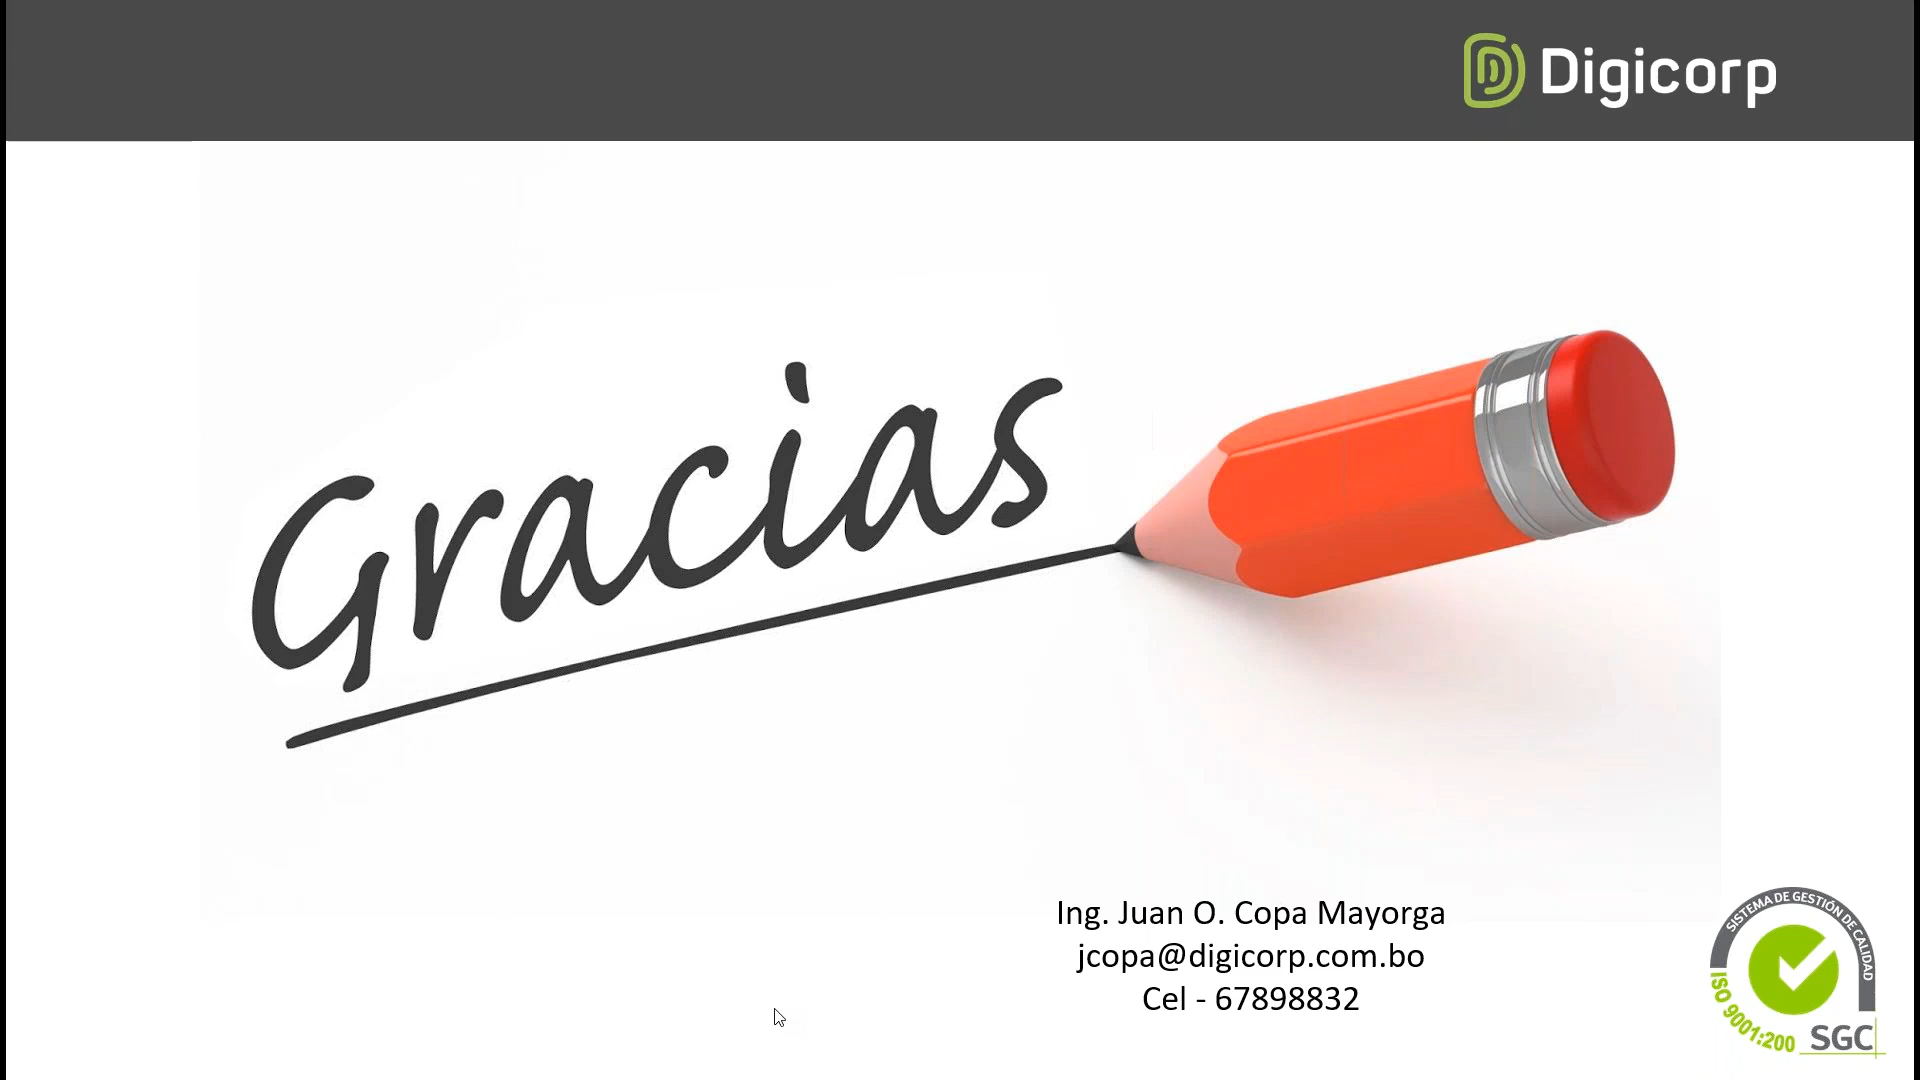 Digicorp
Gracias
Ing. Juan O. Copa Mayorga
jcopa@digicorp.com.bo
Cel - 67898832
SISTEMA DE GESTIÓN DE CALIDAD
ISO 9001:200
SGC